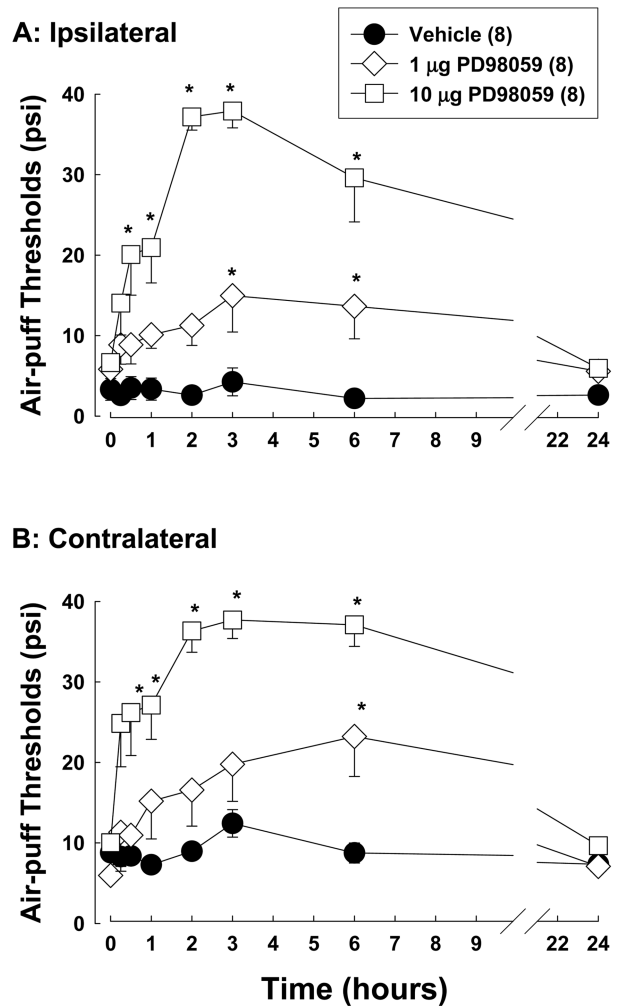 A: Ipsilateral
Vehicle (8)
1 μg PD98059 (8)
10 μg PD98059 (8)
Air-puff Thresholds (psi)
40
30
20
10
0
* * * * * * *
0 1 2 3 4 5 6 7 8 9 22 24
B: Contralateral
Air-puff Thresholds (psi)
40
30
20
10
0
* * * * * *
0 1 2 3 4 5 6 7 8 9 22 24
Time (hours)